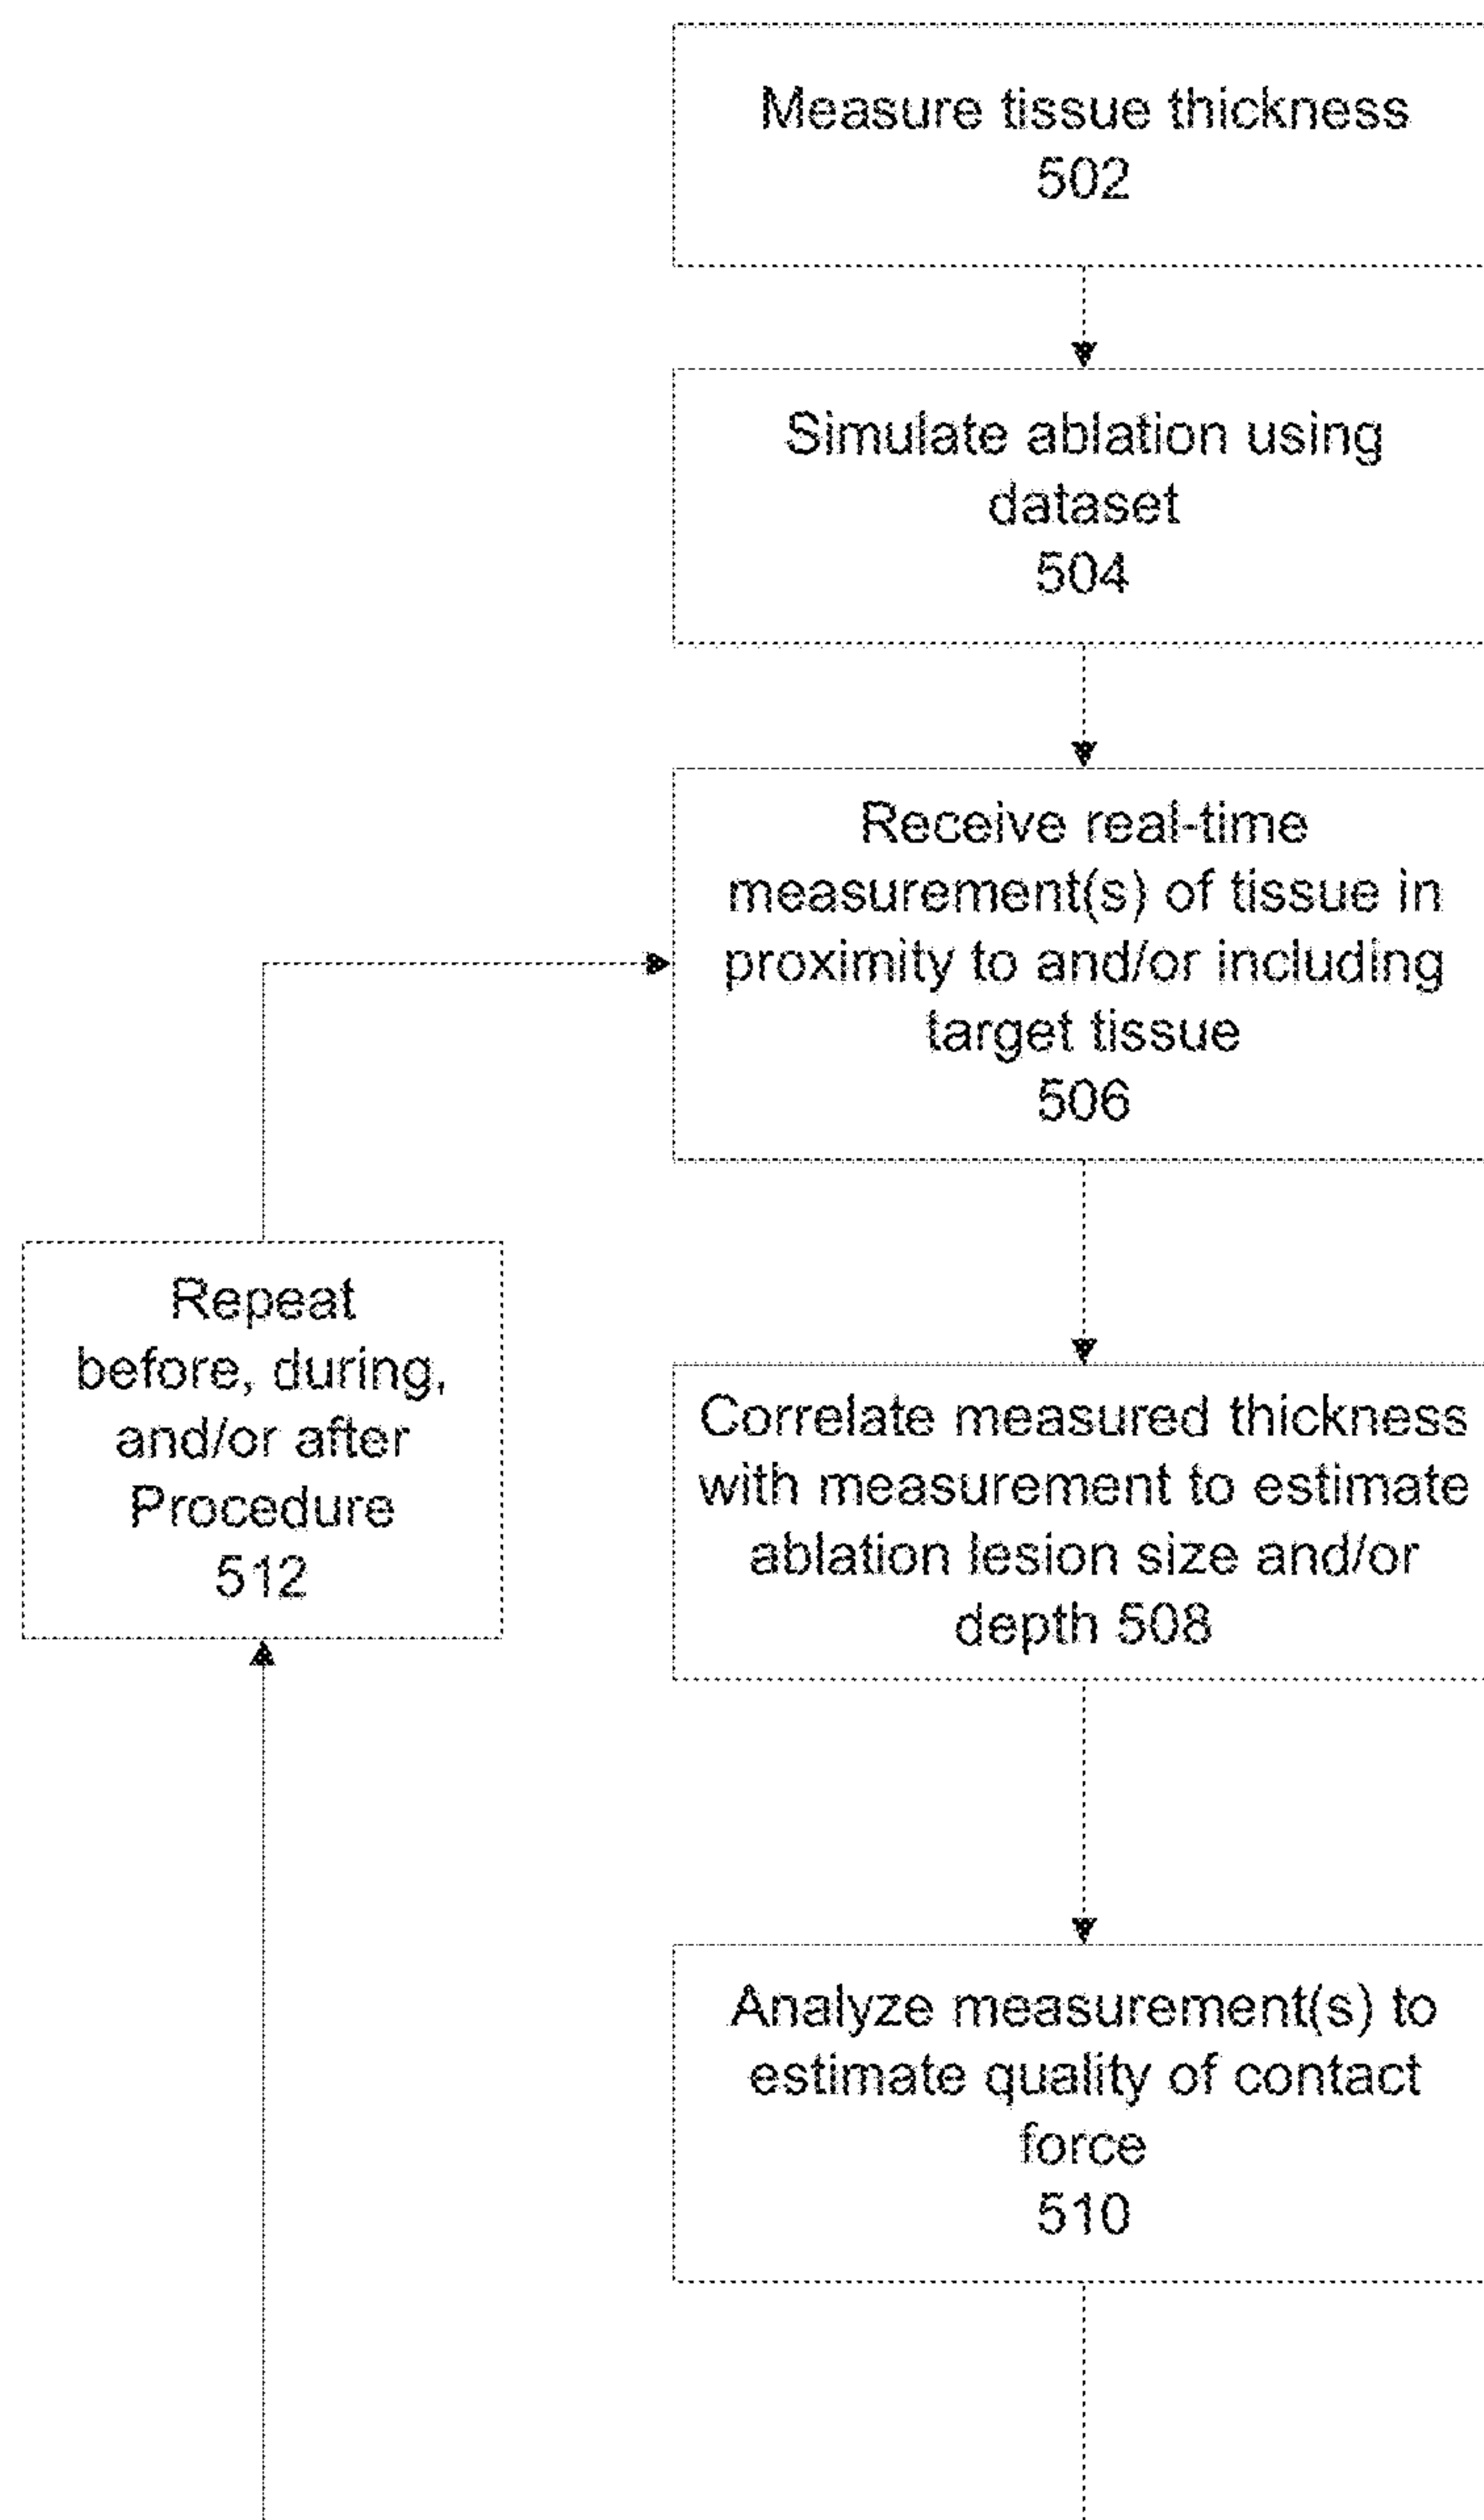 Measure tissue thickness
502
Simulate ablation using
dataset
504
Receive real-time
measurement(s) of tissue in
proximity to and/or including
target tissue
506
Repeat
before, during,
and/or after
Procedure
512
Correlate measured thickness
with measurement to estimate
ablation lesion size and/or
depth 508
Analyze measurement(s) to
estimate quality of contact
force
510